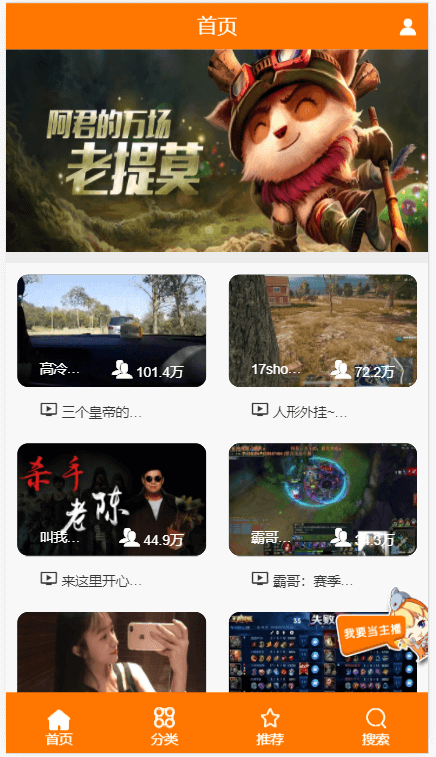 首页
阿君的万场
老提莫
高冷... 101.4万
17sho... 72.2万
三个皇帝的...
人形外挂~...
杀手
老陈
叫我... 44.9万
霸哥... 34.3万
来这里开心...
霸哥：赛季...
33 失败
我要当主播
首页 分类 推荐 搜索